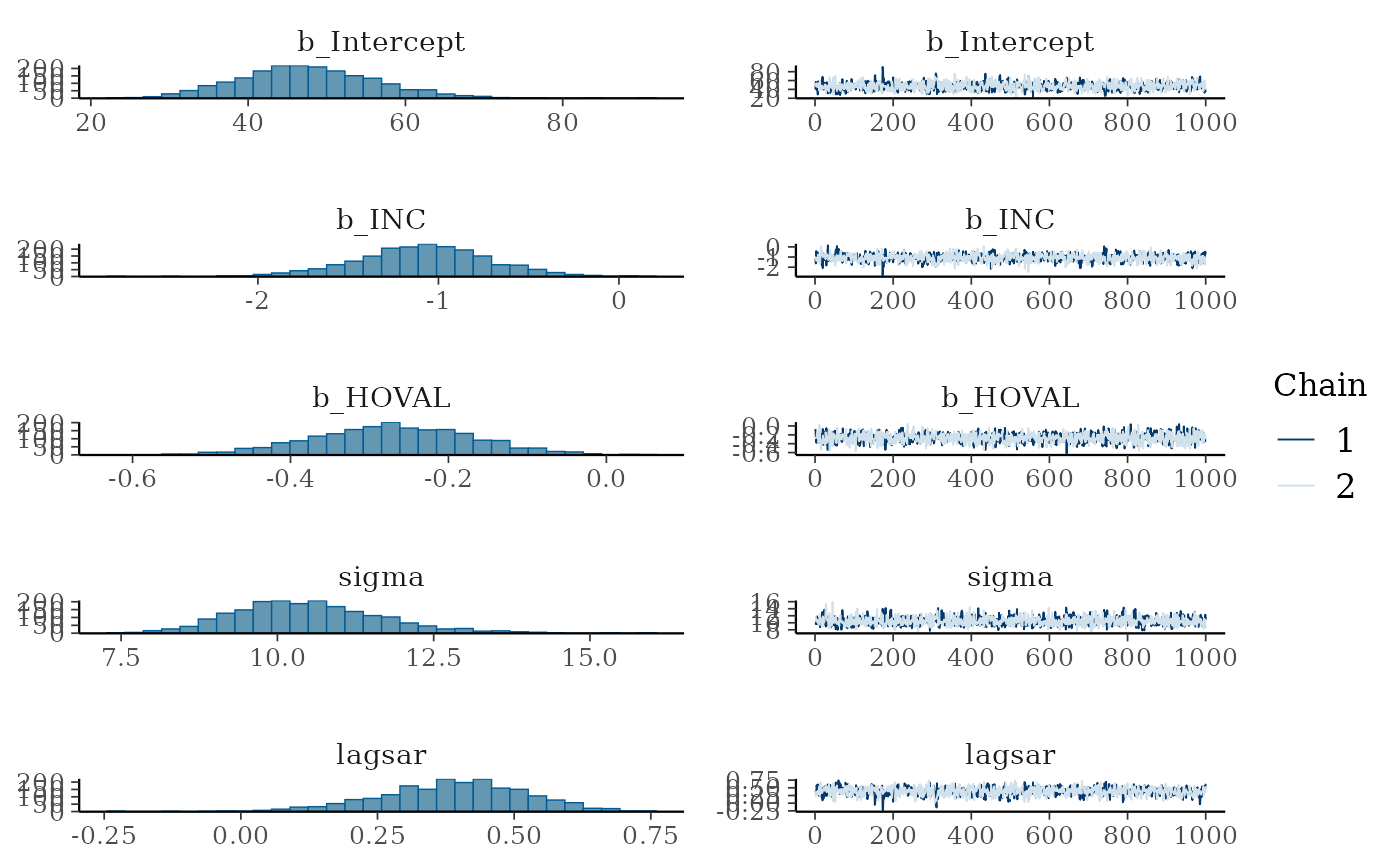 b_Intercept b_Intercept
20 40 60 80 0 200 400 600 800 1000
b_INC b_INC
-2 -1 0 0 200 400 600 800 1000
Chain
b_HOVAL b_HOVAL
1
-0.6 -0.4 -0.2 0.0 0 200 400 600 800 1000
2
sigma sigma
7.5 10.0 12.5 15.0 0 200 400 600 800 1000
lagsar lagsar
-0.25 0.00 0.25 0.50 0.75 0 200 400 600 800 1000